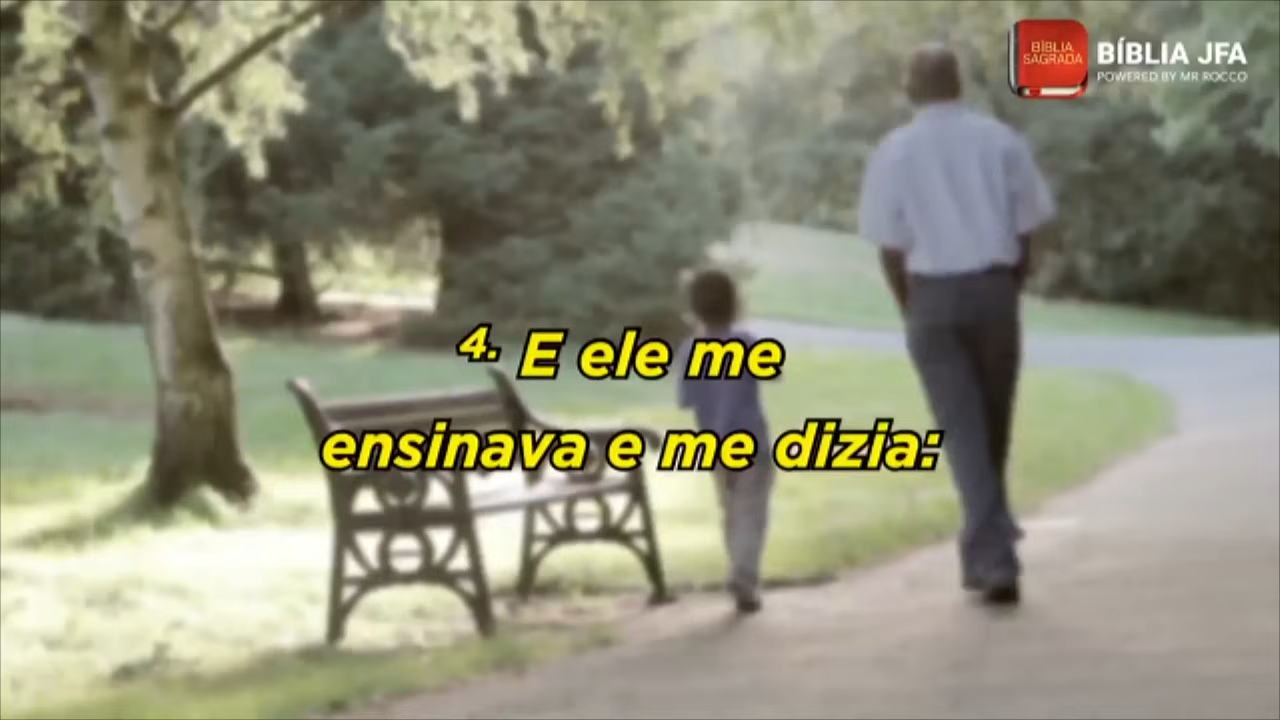 BÍBLIA
SAGRADA
BÍBLIA JFA
POWERED BY MR ROCCO
4. E ele me
ensinava e me dizia: